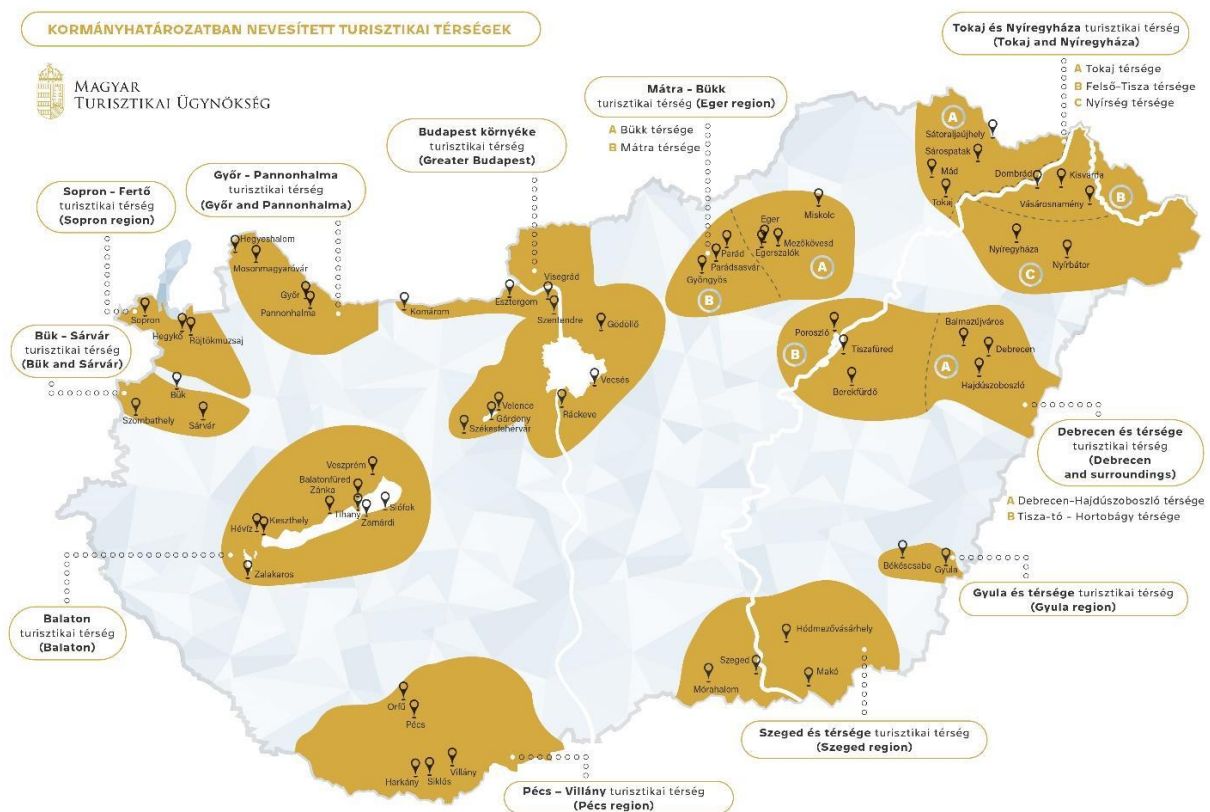 KORMÁNYHATÁROZATBAN NEVESÍTETT TURISZTIKAI TÉRSÉGEK
MAGYAR
TURISZTIKAI ÜGYNÖKSÉG
Tokaj és Nyíregyháza turisztikai térség
(Tokaj and Nyíregyháza)
A Tokaj térsége
B Felső-Tisza térsége
C Nyírség térsége
Mátra – Bükk
turisztikai térség (Eger region)
A Bükk térsége
B Mátra térsége
Budapest környéke
turisztikai térség
(Greater Budapest)
Győr – Pannonhalma
turisztikai térség
(Győr and Pannonhalma)
Sopron – Fertő
turisztikai térség
(Sopron region)
Bük – Sárvár
turisztikai térség
(Bük and Sárvár)
A
Sátoraljaújhely
Sárospatak
Mád
Tokaj
Dombrád
Kisvarda
Vásárosnamény
B
Nyíregyháza
Nyírbátor
C
Miskolc
Eger
Egerszalók
Mezőkövesd
Parád
Parádsasvár
Gyöngyös
A
B
Hegyeshalom
Mosonmagyaróvár
Győr
Pannonhalma
Komárom
Esztergom
Visegrád
Szentendre
Gödöllő
Vecsés
Ráckeve
Velence
Gárdony
Székesfehérvár
Sopron
Hegykő
Röjtökmuzsaj
Bük
Szombathely
Sárvár
Poroszló
Tiszafüred
Berekfürdő
B
Balmazújváros
Debrecen
Hajdúszoboszló
A
Debrecen és térsége
turisztikai térség
(Debrecen
and surroundings)
A Debrecen-Hajdúszoboszló térsége
B Tisza-tó – Hortobágy térsége
Veszprém
Balatonfüred
Zánka
Tihany
Siófok
Zamárdi
Hévíz
Keszthely
Zalakaros
Balaton
turisztikai térség
(Balaton)
Békéscsaba
Gyula
Gyula és térsége turisztikai térség
(Gyula region)
Hódmezővásárhely
Szeged
Mórahalom
Makó
Szeged és térsége turisztikai térség
(Szeged region)
Orfű
Pécs
Harkány
Siklós
Villány
Pécs – Villány turisztikai térség
(Pécs region)